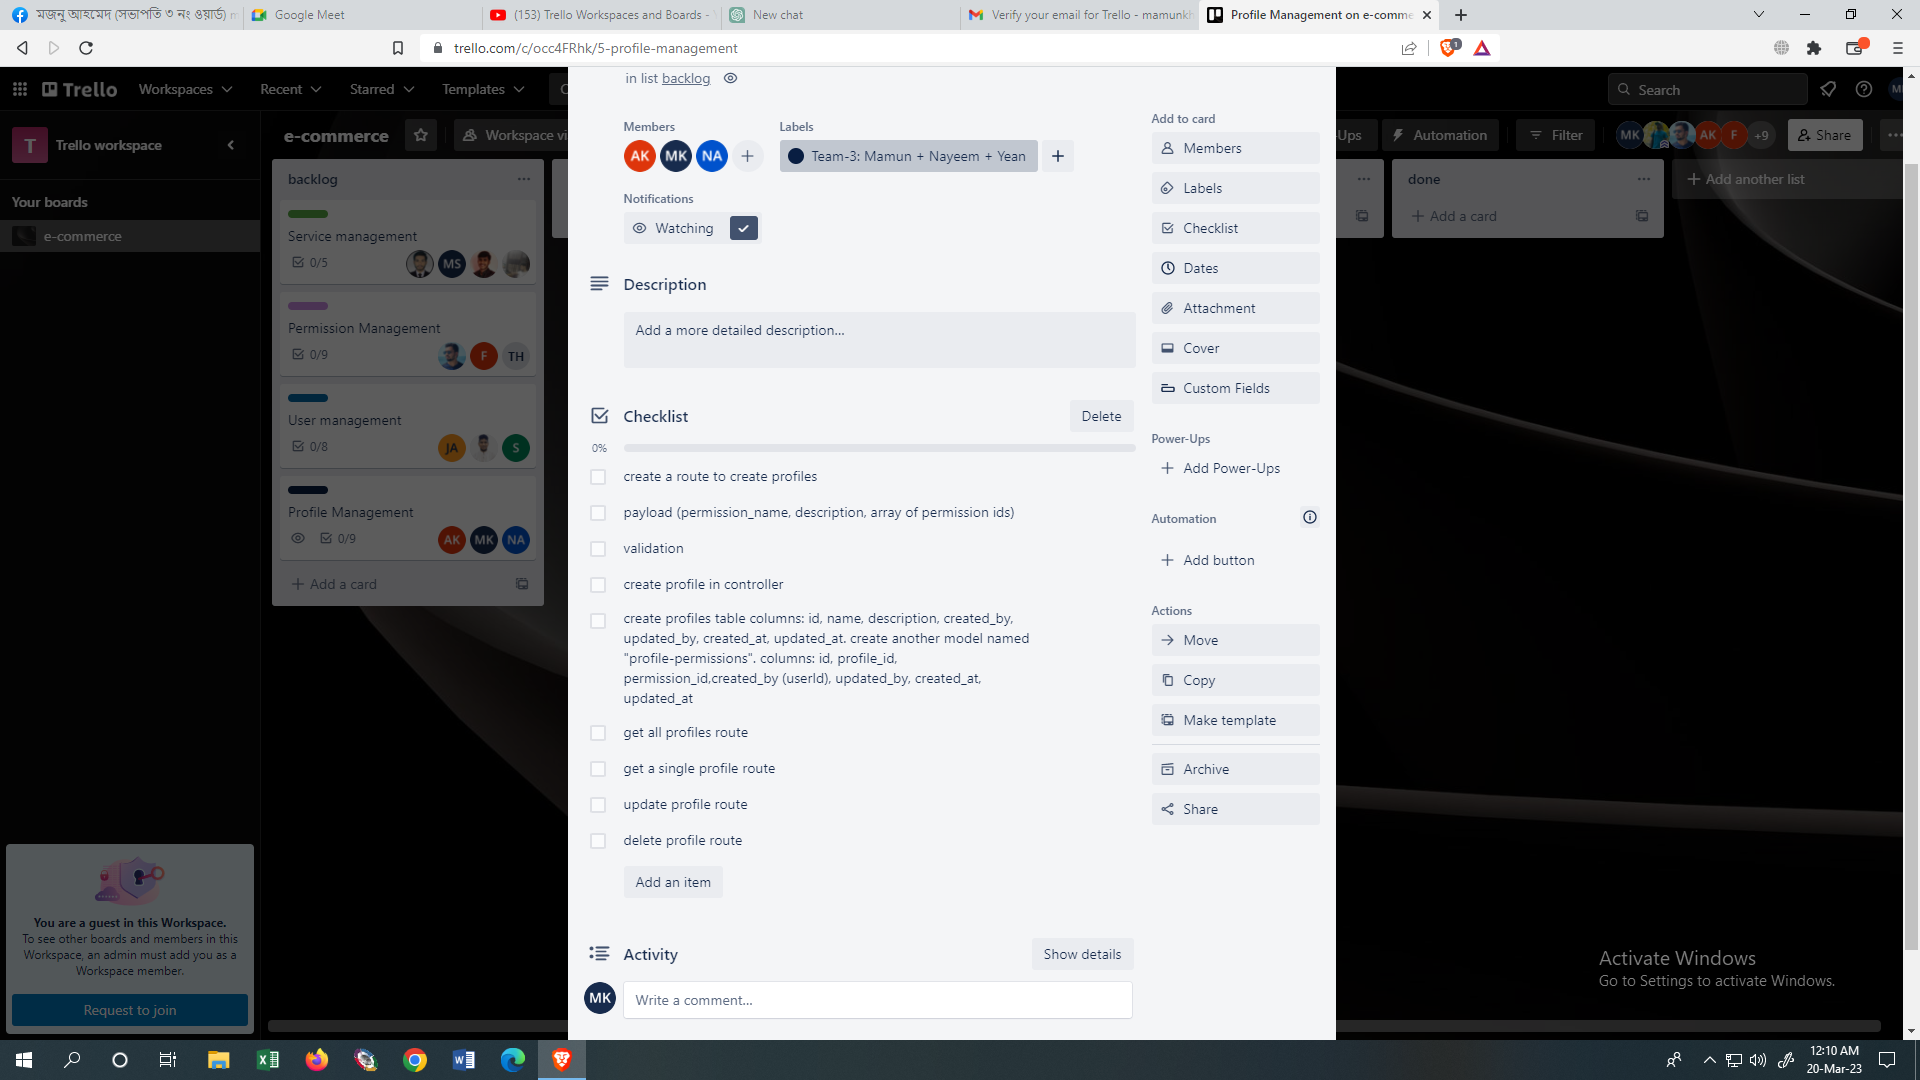 মজনু আহমেদ (সভাপতি ৩ নং ওয়ার্ড)
Google Meet
(153) Trello Workspaces and Boards -
New chat
Verify your email for Trello - mamunkh
Profile Management on e-comme
trello.com/c/occ4FRhk/5-profile-management
1
Trello
Workspaces
Recent
Starred
Templates
Search
T
Trello workspace
Your boards
e-commerce
e-commerce
Workspace vi
-Ups
Automation
Filter
MK
AK
F
+9
Share
backlog
Service management
0/5
MS
Permission Management
0/9
F
TH
User management
0/8
JA
S
Profile Management
0/9
AK
MK
NA
Add a card
done
Add a card
Add another list
in list backlog
Members
AK
MK
NA
Labels
Team-3: Mamun + Nayeem + Yean
Notifications
Watching
Description
Add a more detailed description...
Checklist
Delete
0%
create a route to create profiles
payload (permission_name, description, array of permission ids)
validation
create profile in controller
create profiles table columns: id, name, description, created_by,
updated_by, created_at, updated_at. create another model named
"profile-permissions". columns: id, profile_id,
permission_id,created_by (userId), updated_by, created_at,
updated_at
get all profiles route
get a single profile route
update profile route
delete profile route
Add an item
Activity
Show details
MK
Write a comment...
Add to card
Members
Labels
Checklist
Dates
Attachment
Cover
Custom Fields
Power-Ups
Add Power-Ups
Automation
Add button
Actions
Move
Copy
Make template
Archive
Share
You are a guest in this Workspace.
To see other boards and members in this
Workspace, an admin must add you as a
Workspace member.
Request to join
Activate Windows
Go to Settings to activate Windows.
12:10 AM
20-Mar-23